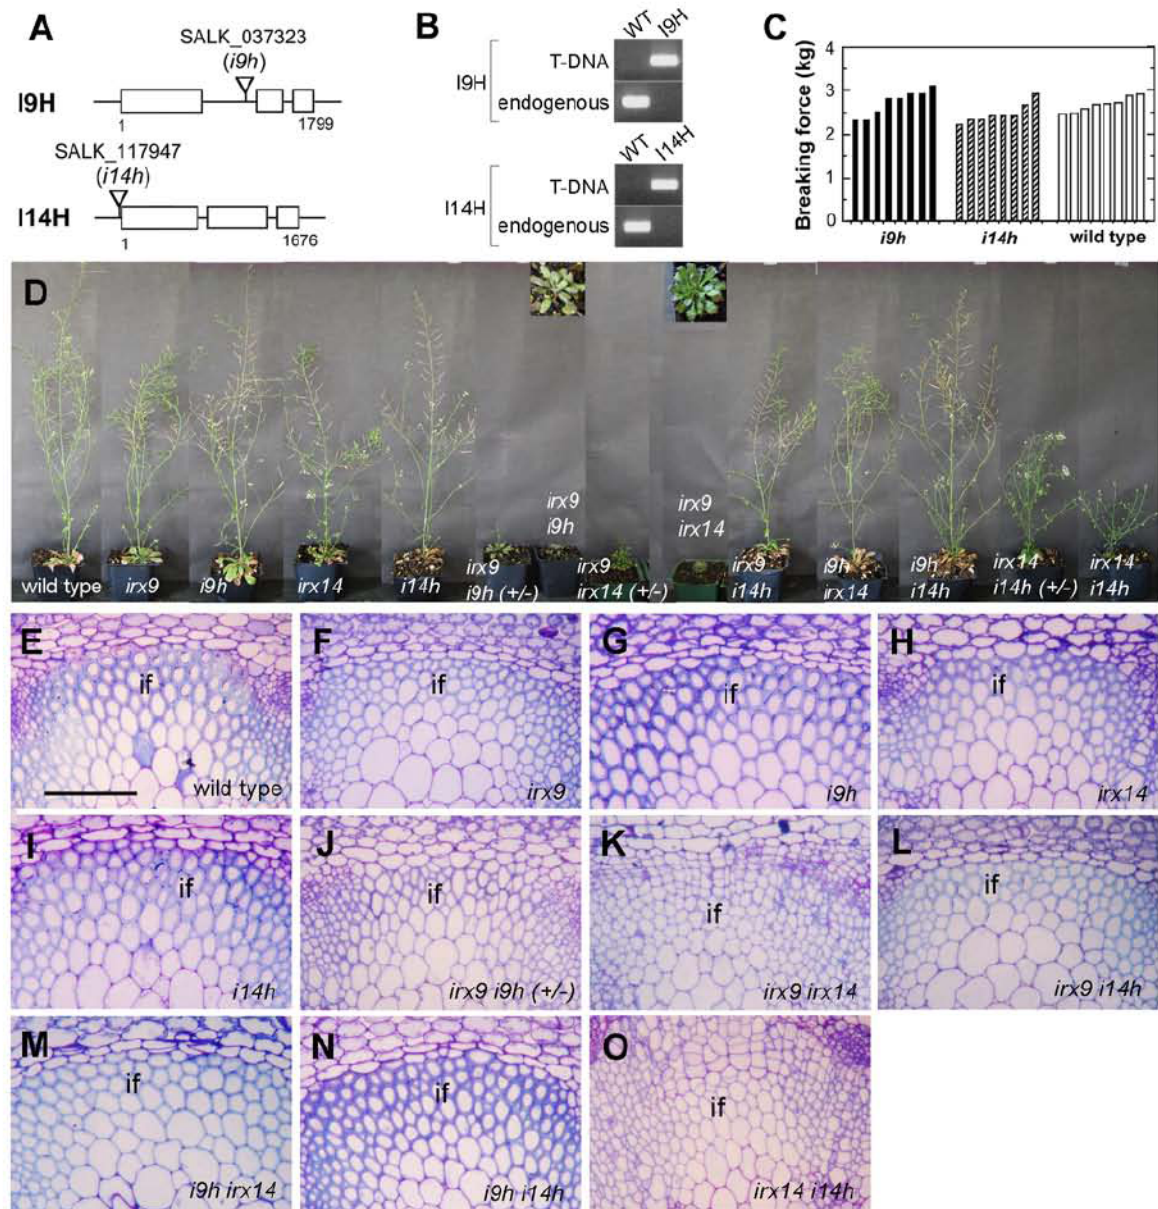 A
SALK_037323
(i9h)
I9H
1
1799
SALK_117947
(i14h)
I14H
1
1676
B
WT I9H
I9H
T-DNA
endogenous
WT I14H
I14H
T-DNA
endogenous
C
Breaking force (kg)
4
3
2
1
0
i9h
i14h
wild type
D
wild type
irx9
i9h
irx14
i14h
irx9
i9h (+/-)
irx9
i9h
irx9
irx14 (+/-)
irx9
irx14
irx9
i14h
i9h
irx14
i9h
i14h
irx14
i14h (+/-)
irx14
i14h
E
if
wild type
F
if
irx9
G
if
i9h
H
if
irx14
I
if
i14h
J
if
irx9 i9h (+/-)
K
if
irx9 irx14
L
if
irx9 i14h
M
if
i9h irx14
N
if
i9h i14h
O
if
irx14 i14h